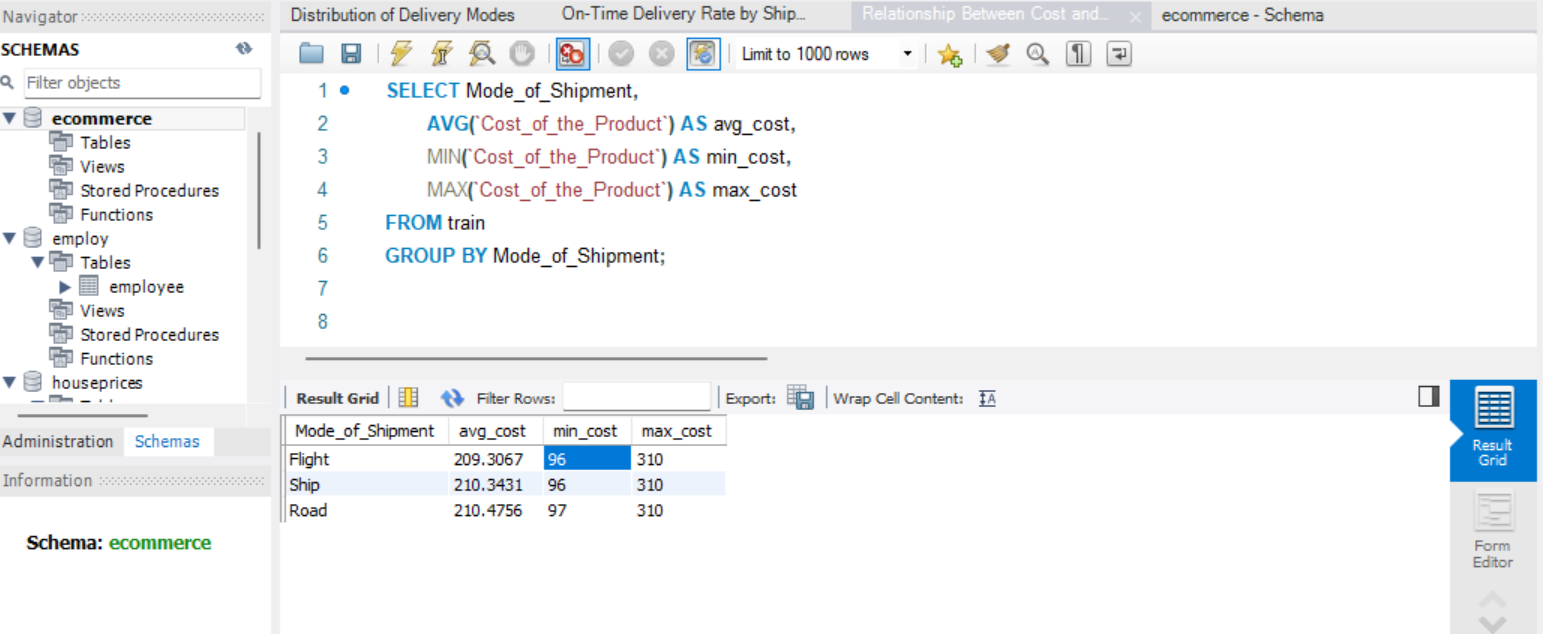 Navigator
SCHEMAS
Filter objects
ecommerce
Tables
Views
Stored Procedures
Functions
employ
Tables
employee
Views
Stored Procedures
Functions
houseprices
Administration Schemas
Information
Schema: ecommerce
Distribution of Delivery Modes On-Time Delivery Rate by Ship... Relationship Between Cost and... ecommerce - Schema
Limit to 1000 rows
1 SELECT Mode_of_Shipment,
2 AVG(`Cost_of_the_Product`) AS avg_cost,
3 MIN(`Cost_of_the_Product`) AS min_cost,
4 MAX(`Cost_of_the_Product`) AS max_cost
5 FROM train
6 GROUP BY Mode_of_Shipment;
7
8
Result Grid Filter Rows: Export: Wrap Cell Content: IA
Mode_of_Shipment avg_cost min_cost max_cost
Flight 209.3067 96 310
Ship 210.3431 96 310
Road 210.4756 97 310
Result
Grid
Form
Editor